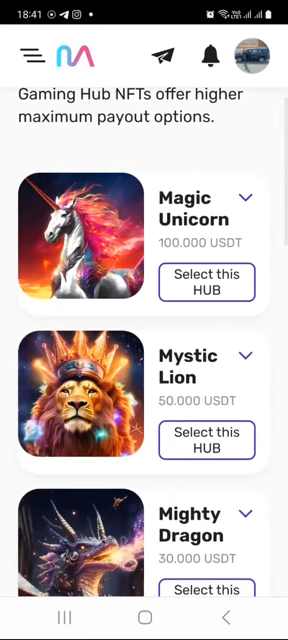 18:41
Gaming Hub NFTs offer higher
maximum payout options.
Magic
Unicorn
100.000 USDT
Select this
HUB
Mystic
Lion
50.000 USDT
Select this
HUB
Mighty
Dragon
30.000 USDT
Select this